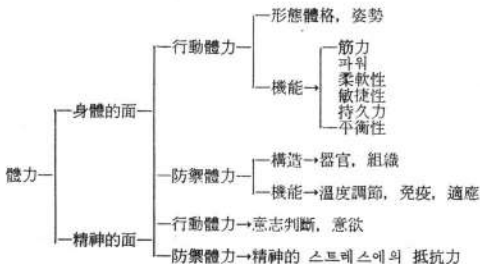 形態體格, 姿勢
行動體力
筋力
파워
柔軟性
機能→敏捷性
持久力
平衡性
身體的面
構造→器官, 組織
體力
防禦體力
機能→溫度調節, 免疫, 適應
行動體力→意志判斷, 意欲
精神的面
防禦體力→精神的 스트레스에의 抵抗力